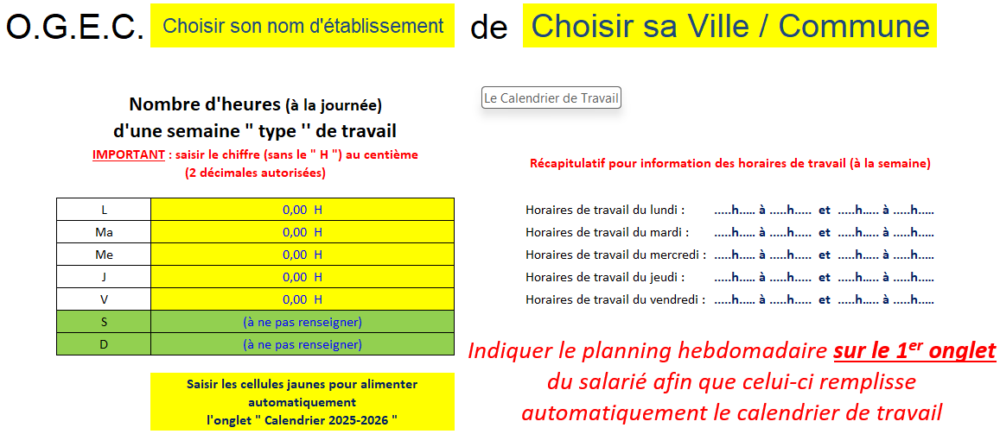 O.G.E.C. Choisir son nom d'établissement de Choisir sa Ville / Commune
Le Calendrier de Travail
Nombre d'heures (à la journée)
d'une semaine " type '' de travail
IMPORTANT : saisir le chiffre (sans le " H ") au centième
(2 décimales autorisées)
L 0,00 H
Ma 0,00 H
Me 0,00 H
J 0,00 H
V 0,00 H
S (à ne pas renseigner)
D (à ne pas renseigner)
Saisir les cellules jaunes pour alimenter
automatiquement
l'onglet " Calendrier 2025-2026 "
Récapitulatif pour information des horaires de travail (à la semaine)
Horaires de travail du lundi : .....h..... à .....h..... et .....h..... à .....h.....
Horaires de travail du mardi : .....h..... à .....h..... et .....h..... à .....h.....
Horaires de travail du mercredi : .....h..... à .....h..... et .....h..... à .....h.....
Horaires de travail du jeudi : .....h..... à .....h..... et .....h..... à .....h.....
Horaires de travail du vendredi : .....h..... à .....h..... et .....h..... à .....h.....
Indiquer le planning hebdomadaire sur le 1er onglet
du salarié afin que celui-ci remplisse
automatiquement le calendrier de travail